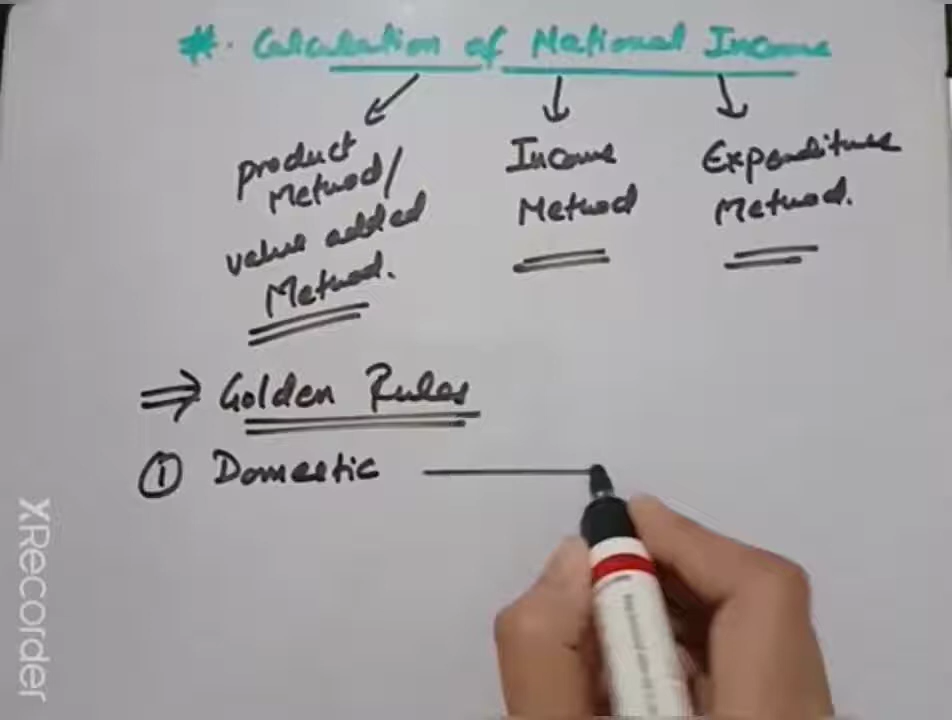 #. Calculation of National Income
product
Method/
value added
Method.
Income
Method
Expenditure
Method.
⇒ Golden Rules
① Domestic
XRecorder